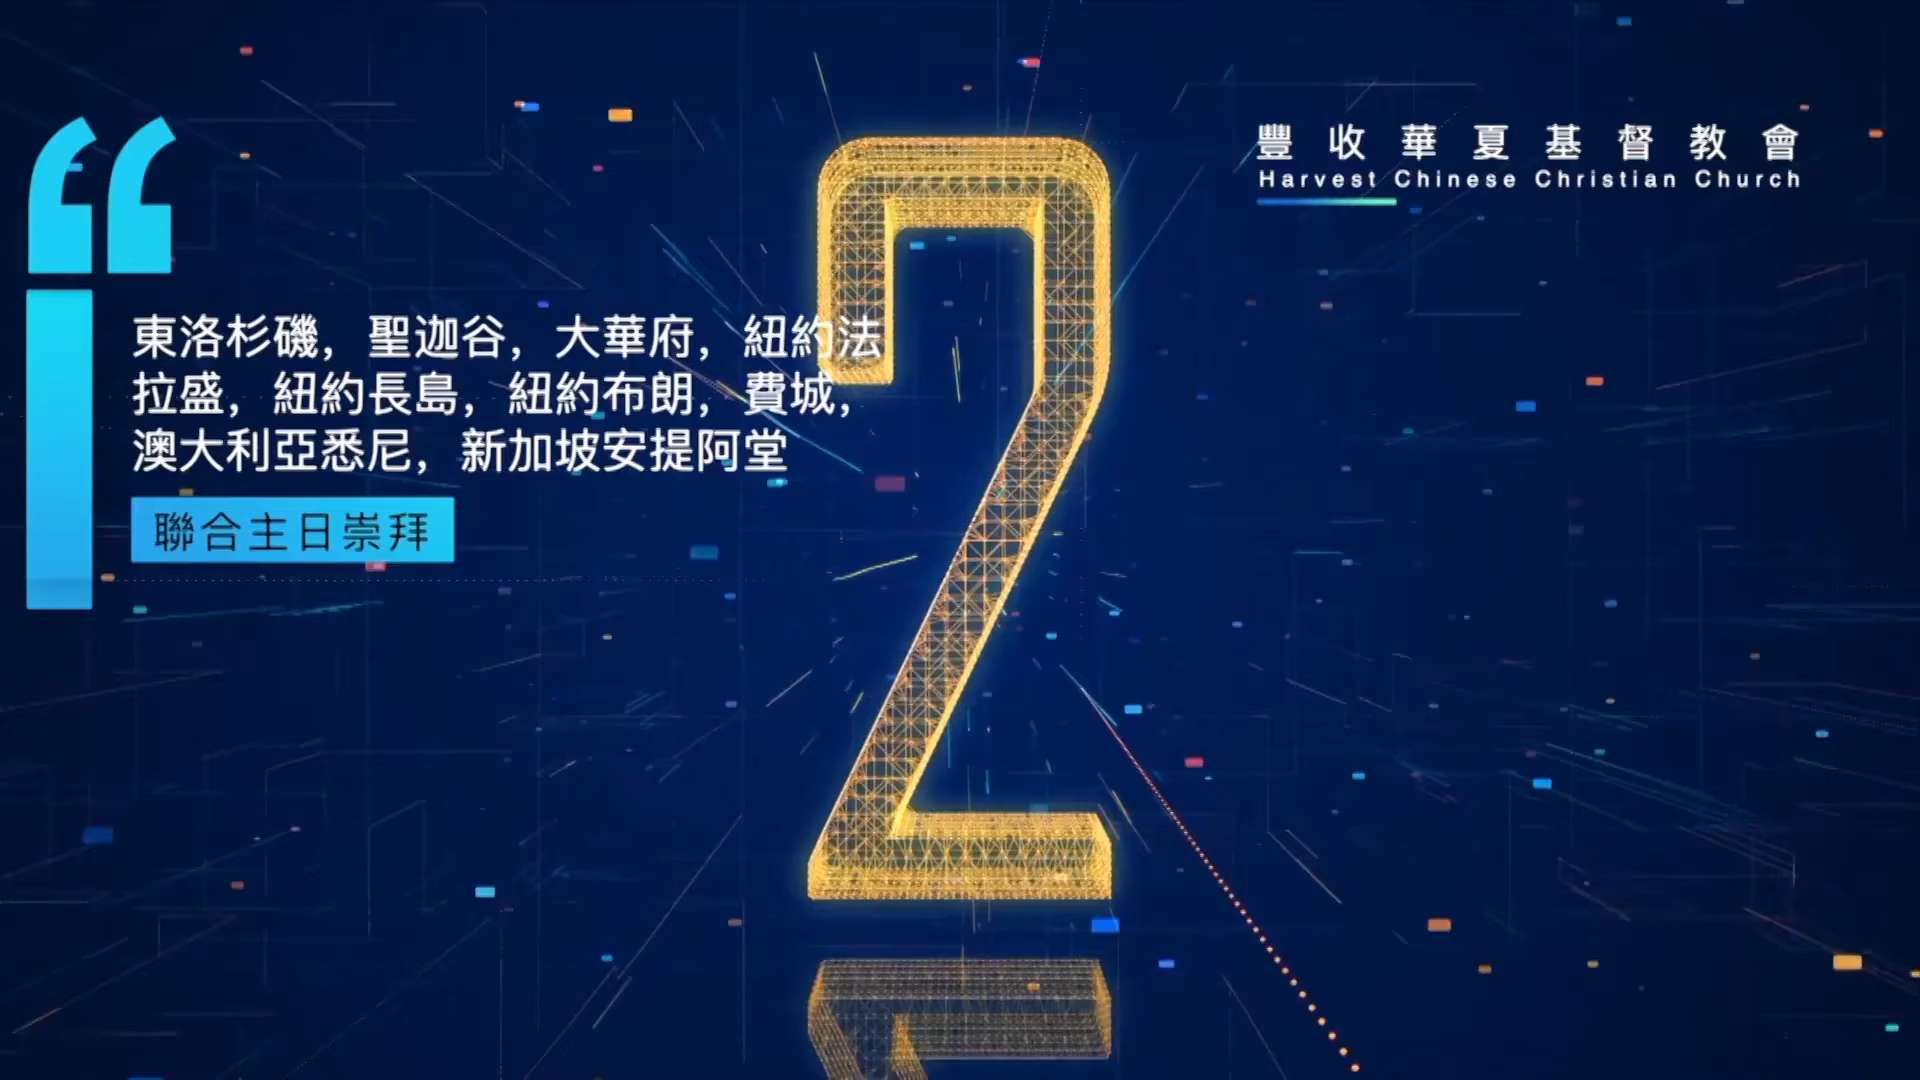 豐收華夏基督教會
Harvest Chinese Christian Church
東洛杉磯，聖迦谷，大華府，紐約法
拉盛，紐約長島，紐約布朗，費城，
澳大利亞悉尼，新加坡安提阿堂
聯合主日崇拜
2